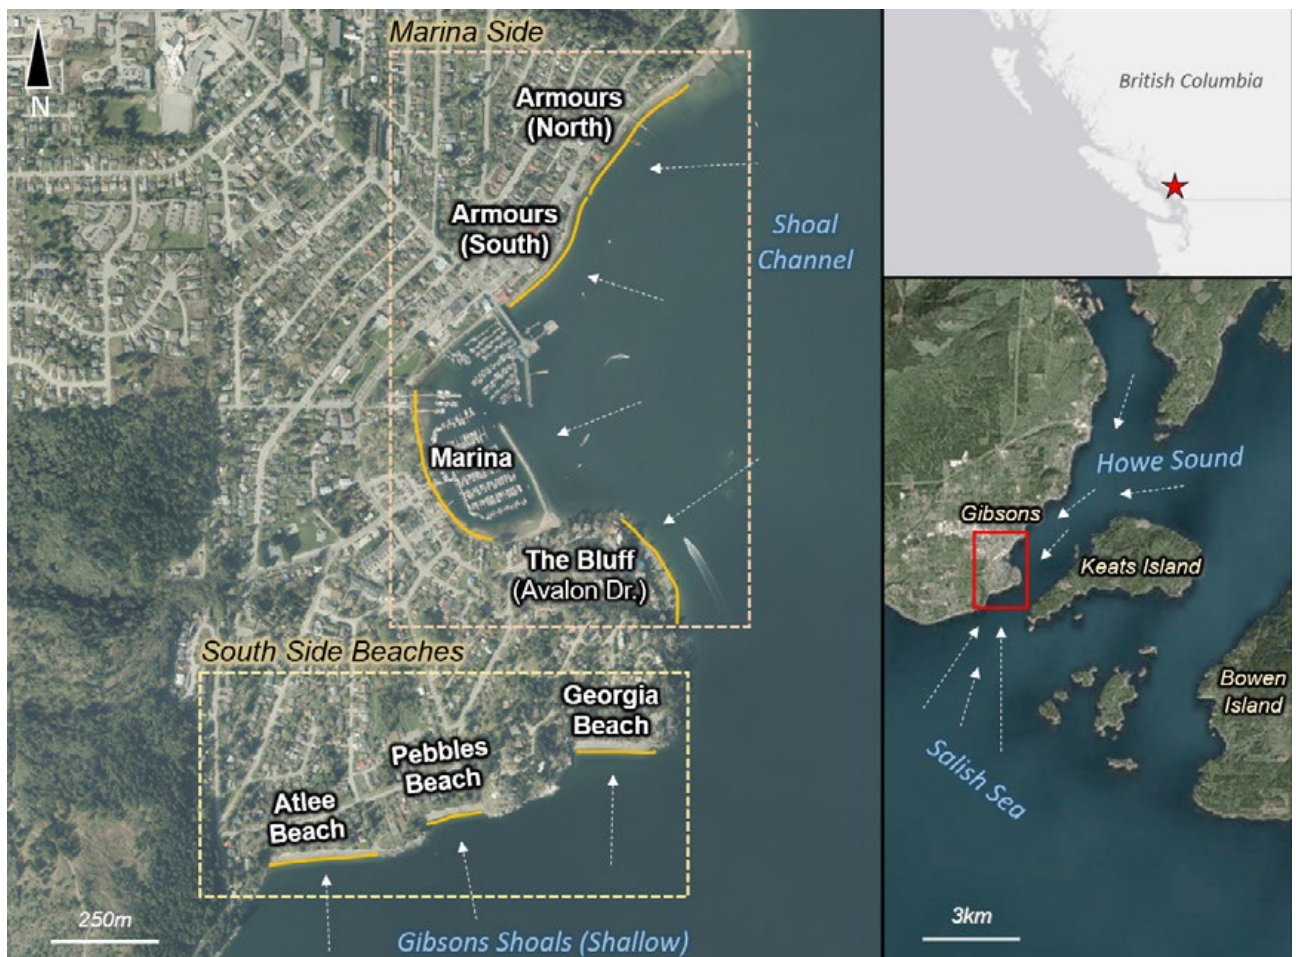 Marina Side
N
Armours
(North)
Armours
(South)
Shoal
Channel
Marina
The Bluff
(Avalon Dr.)
South Side Beaches
Georgia
Beach
Pebbles
Beach
Atlee
Beach
250m
Gibsons Shoals (Shallow)
British Columbia
Howe Sound
Gibsons
Keats Island
Bowen
Island
Salish Sea
3km